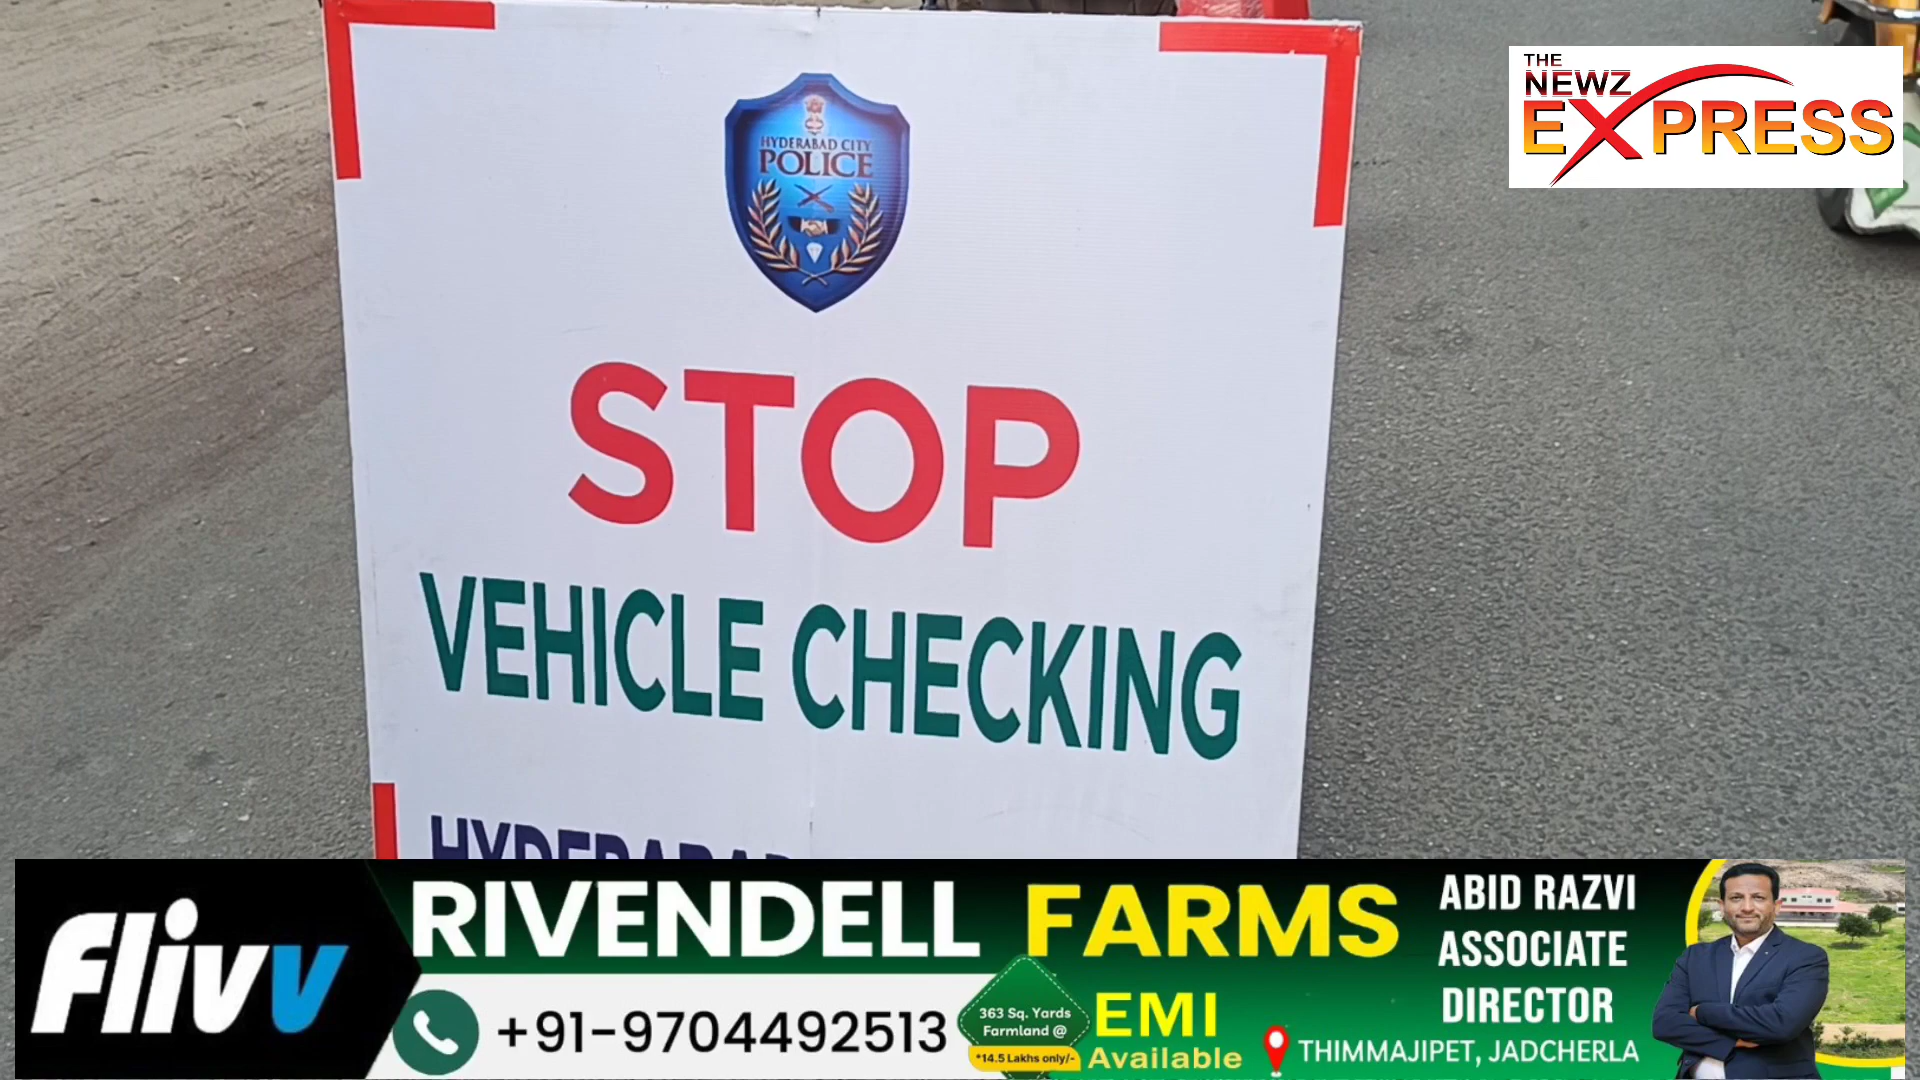 THE
NEWZ
EXPRESS
HYDERABAD CITY
POLICE
STOP
VEHICLE CHECKING
HYDERABAD
flivv
RIVENDELL FARMS
+91-9704492513
363 Sq. Yards
Farmland @
*14.5 Lakhs only/-
EMI
Available
ABID RAZVI
ASSOCIATE
DIRECTOR
THIMMAJIPET, JADCHERLA